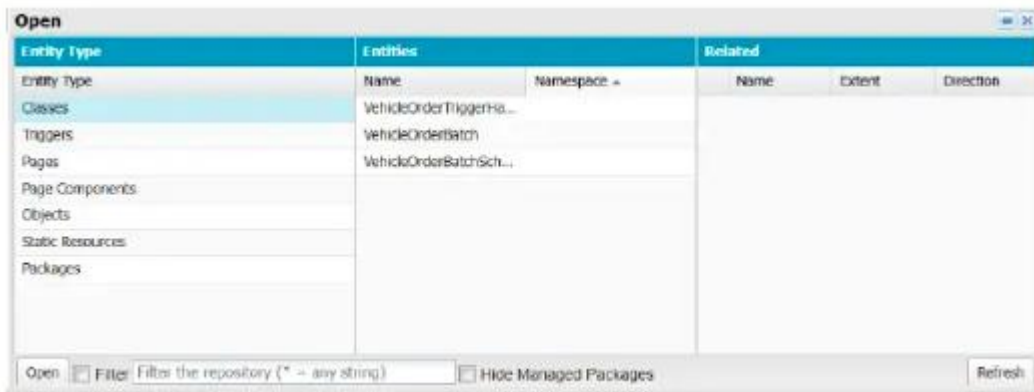 Open
Entity Type Entities Related
Entity Type Name Namespace Name Extent Direction
Classes VehicleOrderTriggerHa...
Triggers VehicleOrderBatch
Pages VehicleOrderBatchSch...
Page Components
Objects
Static Resources
Packages
Open Filter Filter the repository (* = any string) Hide Managed Packages Refresh